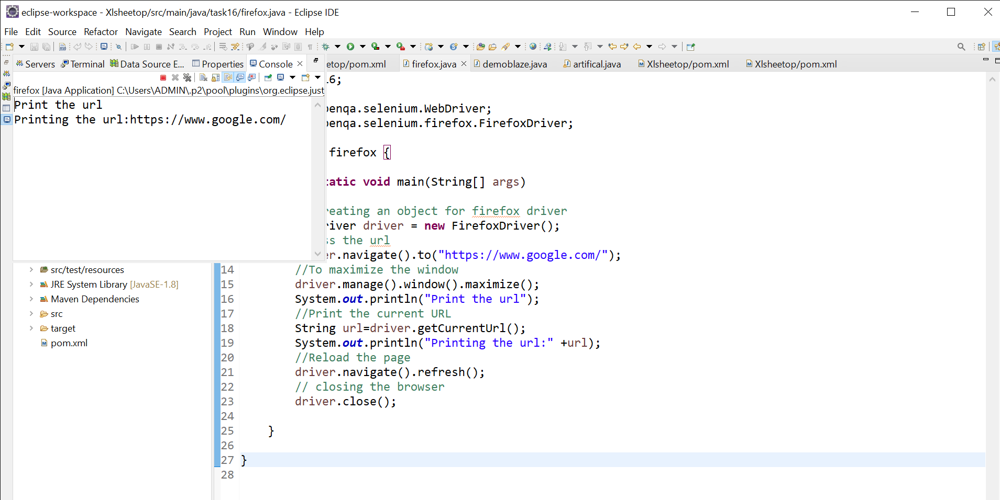 eclipse-workspace - Xlsheetop/src/main/java/task16/firefox.java - Eclipse IDE
File Edit Source Refactor Navigate Search Project Run Window Help
Servers Terminal Data Source E... Properties Console etop/pom.xml firefox.java demoblaze.java artifical.java Xlsheetop/pom.xml Xlsheetop/pom.xml
firefox [Java Application] C:\Users\ADMIN\.p2\pool\plugins\org.eclipse.just
Print the url
Printing the url:https://www.google.com/
16;
penqa.selenium.WebDriver;
penqa.selenium.firefox.FirefoxDriver;
firefox {
tatic void main(String[] args)
reating an object for firefox driver
river driver = new FirefoxDriver();
ss the url
er.navigate().to("https://www.google.com/");
src/test/resources
JRE System Library [JavaSE-1.8]
Maven Dependencies
src
target
pom.xml
14 //To maximize the window
15 driver.manage().window().maximize();
16 System.out.println("Print the url");
17 //Print the current URL
18 String url=driver.getCurrentUrl();
19 System.out.println("Printing the url:" +url);
20 //Reload the page
21 driver.navigate().refresh();
22 // closing the browser
23 driver.close();
24
25 }
26
27 }
28